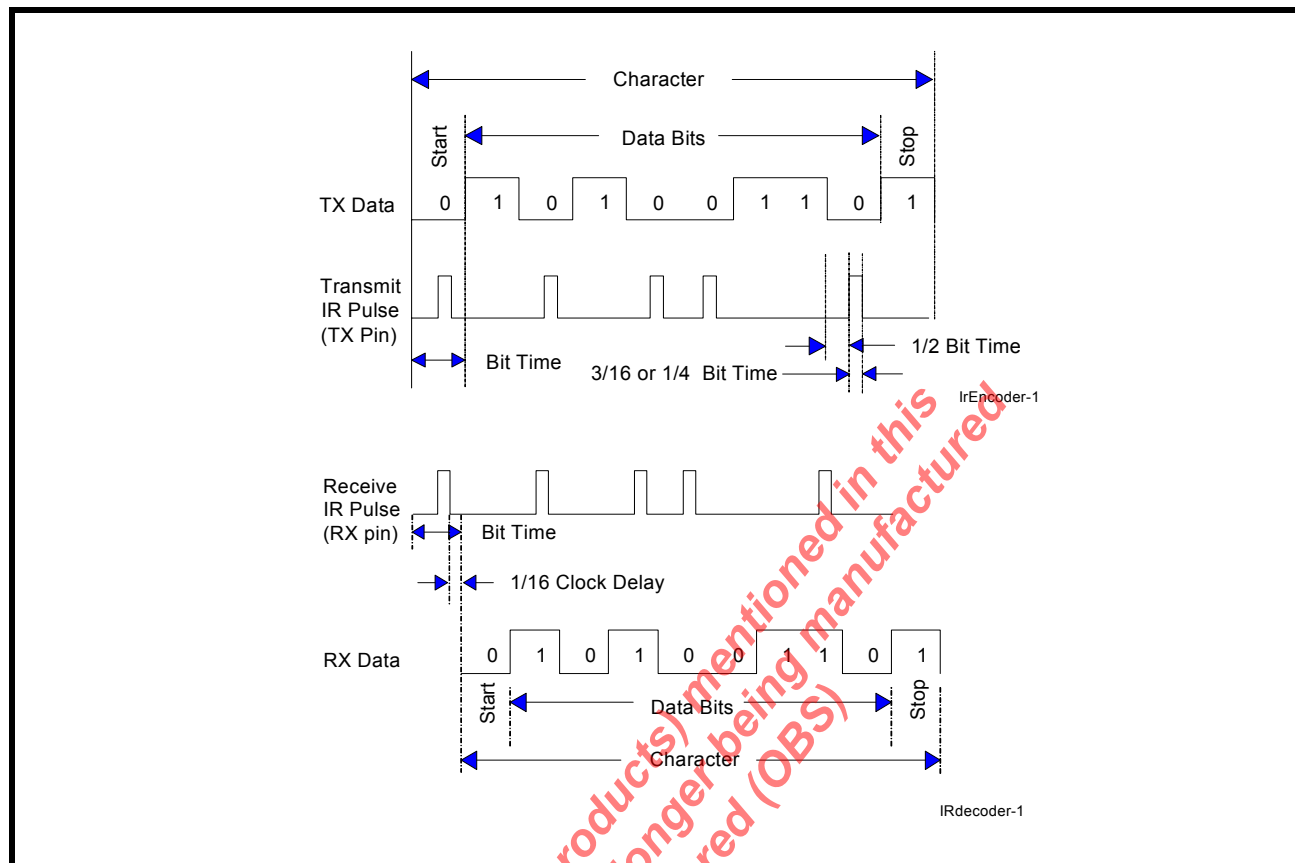 Character
Start
Data Bits
Stop
TX Data
0 1 0 1 0 0 1 1 0 1
Transmit
IR Pulse
(TX Pin)
Bit Time
1/2 Bit Time
3/16 or 1/4 Bit Time
IrEncoder-1
Receive
IR Pulse
(RX pin)
Bit Time
1/16 Clock Delay
RX Data
0 1 0 1 0 0 1 1 0 1
Start
Data Bits
Stop
Character
IRdecoder-1
roducts) mentioned in this
longer being manufactured
red (OBS)